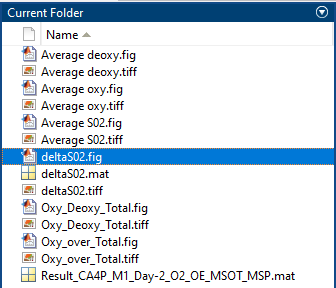 Current Folder
Name
Average deoxy.fig
Average deoxy.tiff
Average oxy.fig
Average oxy.tiff
Average S02.fig
Average S02.tiff
deltaS02.fig
deltaS02.mat
deltaS02.tiff
Oxy_Deoxy_Total.fig
Oxy_Deoxy_Total.tiff
Oxy_over_Total.fig
Oxy_over_Total.tiff
Result_CA4P_M1_Day-2_O2_OE_MSOT_MSP.mat